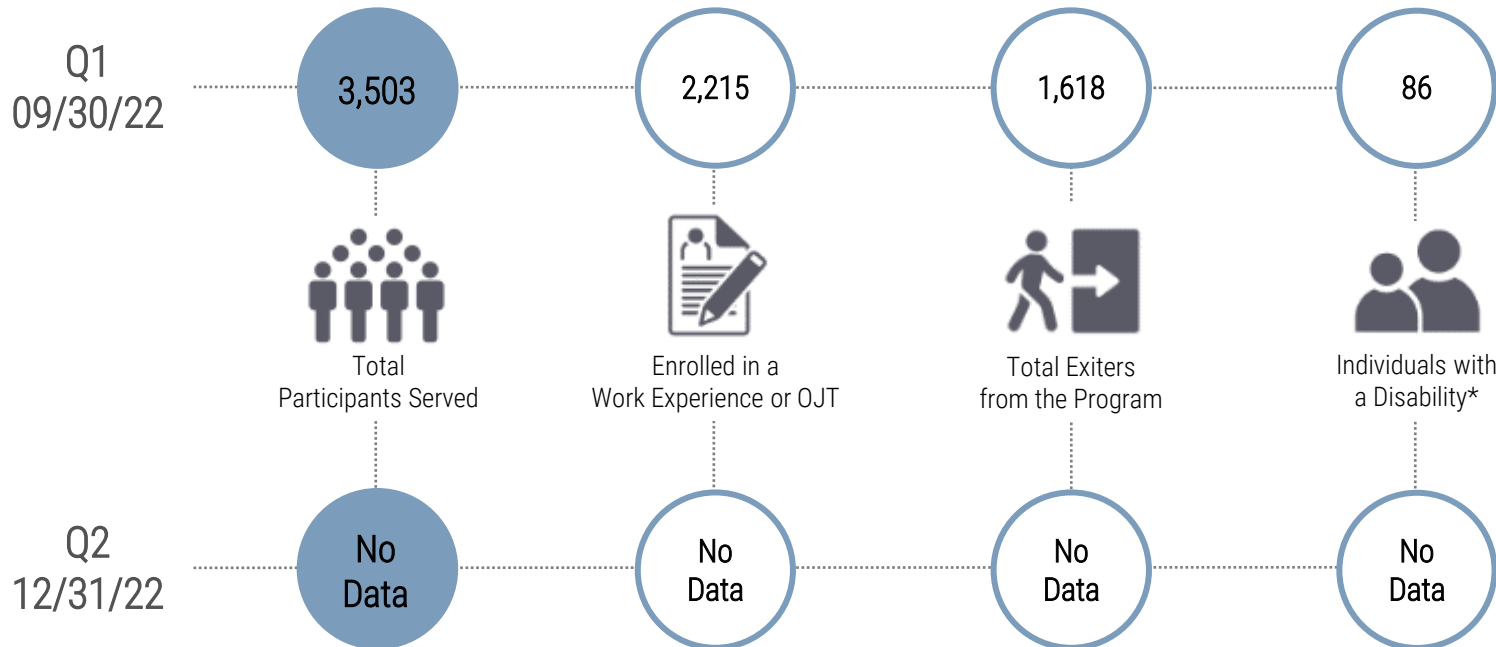 Q1
09/30/22
3,503
2,215
1,618
86
Total
Participants Served
Enrolled in a
Work Experience or OJT
Total Exiters
from the Program
Individuals with
a Disability*
Q2
12/31/22
No
Data
No
Data
No
Data
No
Data